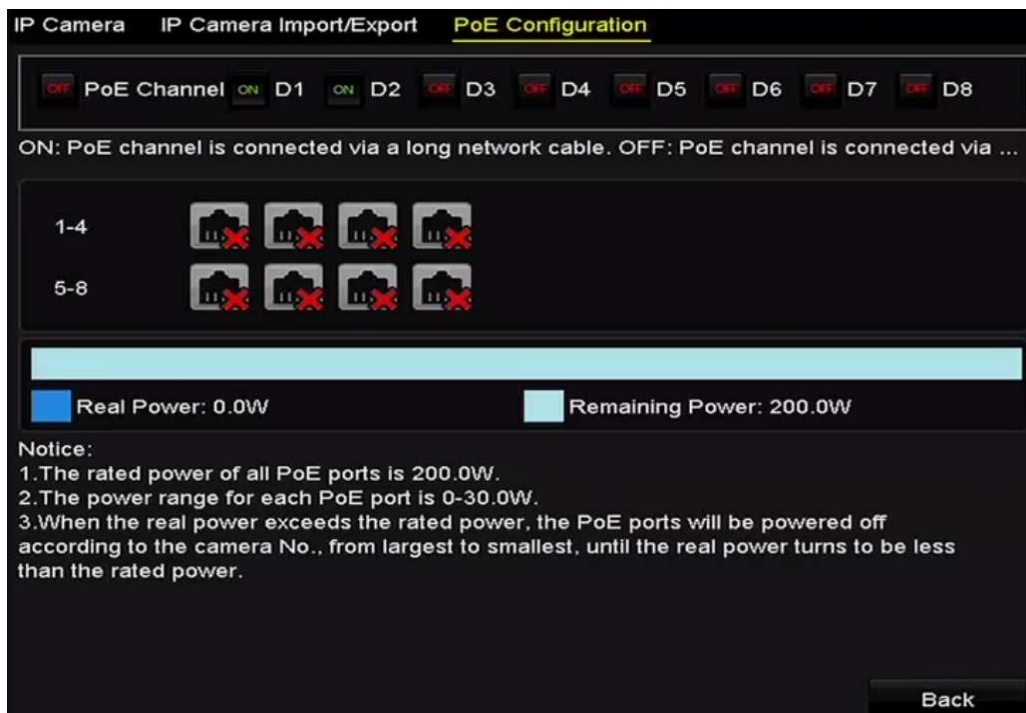 IP Camera IP Camera Import/Export PoE Configuration
OFF PoE Channel ON D1 ON D2 OFF D3 OFF D4 OFF D5 OFF D6 OFF D7 OFF D8
ON: PoE channel is connected via a long network cable. OFF: PoE channel is connected via ...
1-4
5-8
Real Power: 0.0W Remaining Power: 200.0W
Notice:
1.The rated power of all PoE ports is 200.0W.
2.The power range for each PoE port is 0-30.0W.
3.When the real power exceeds the rated power, the PoE ports will be powered off
according to the camera No., from largest to smallest, until the real power turns to be less
than the rated power.
Back